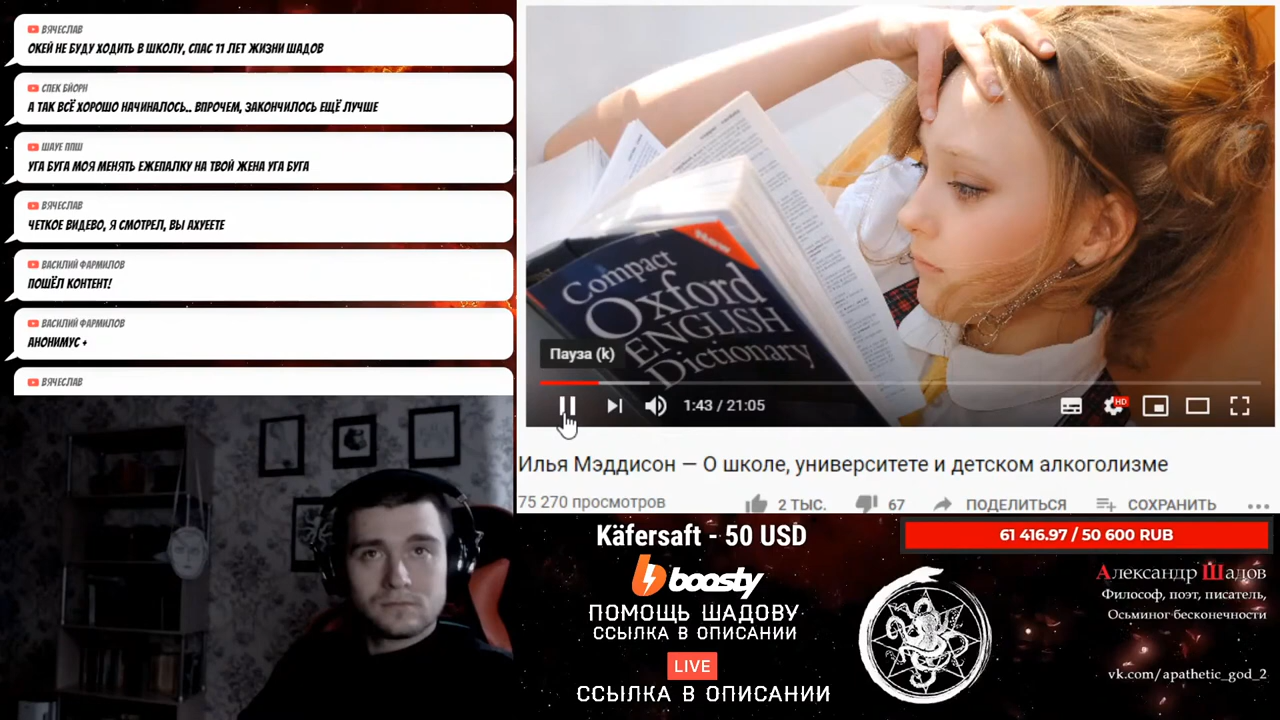 ВЯЧЕСЛАВ
ОКЕЙ НЕ БУДУ ХОДИТЬ В ШКОЛУ, СПАС 11 ЛЕТ ЖИЗНИ ШАДОВ
СПЕК БЙОРН
А ТАК ВСЁ ХОРОШО НАЧИНАЛОСЬ.. ВПРОЧЕМ, ЗАКОНЧИЛОСЬ ЕЩЁ ЛУЧШЕ
ШАУЕ ППШ
УГА БУГА МОЯ МЕНЯТЬ ЕЖЕПАЛКУ НА ТВОЙ ЖЕНА УГА БУГА
ВЯЧЕСЛАВ
ЧЕТКОЕ ВИДЕВО, Я СМОТРЕЛ, ВЫ АХУЕЕТЕ
ВАСИЛИЙ ФАРМИЛОВ
ПОШЁЛ КОНТЕНТ!
ВАСИЛИЙ ФАРМИЛОВ
АНОНИМУС +
ВЯЧЕСЛАВ
New
Compact
Oxford
ENGLISH
Dictionary
Пауза (k)
1:43 / 21:05
HD
Илья Мэддисон — О школе, университете и детском алкоголизме
75 270 просмотров
2 ТЫС.
67
ПОДЕЛИТЬСЯ
СОХРАНИТЬ
Käfersaft - 50 USD
boosty
ПОМОЩЬ ШАДОВУ
ССЫЛКА В ОПИСАНИИ
LIVE
ССЫЛКА В ОПИСАНИИ
61 416.97 / 50 600 RUB
Александр Шадов
Философ, поэт, писатель,
Осьминог бесконечности
vk.com/apathetic_god_2